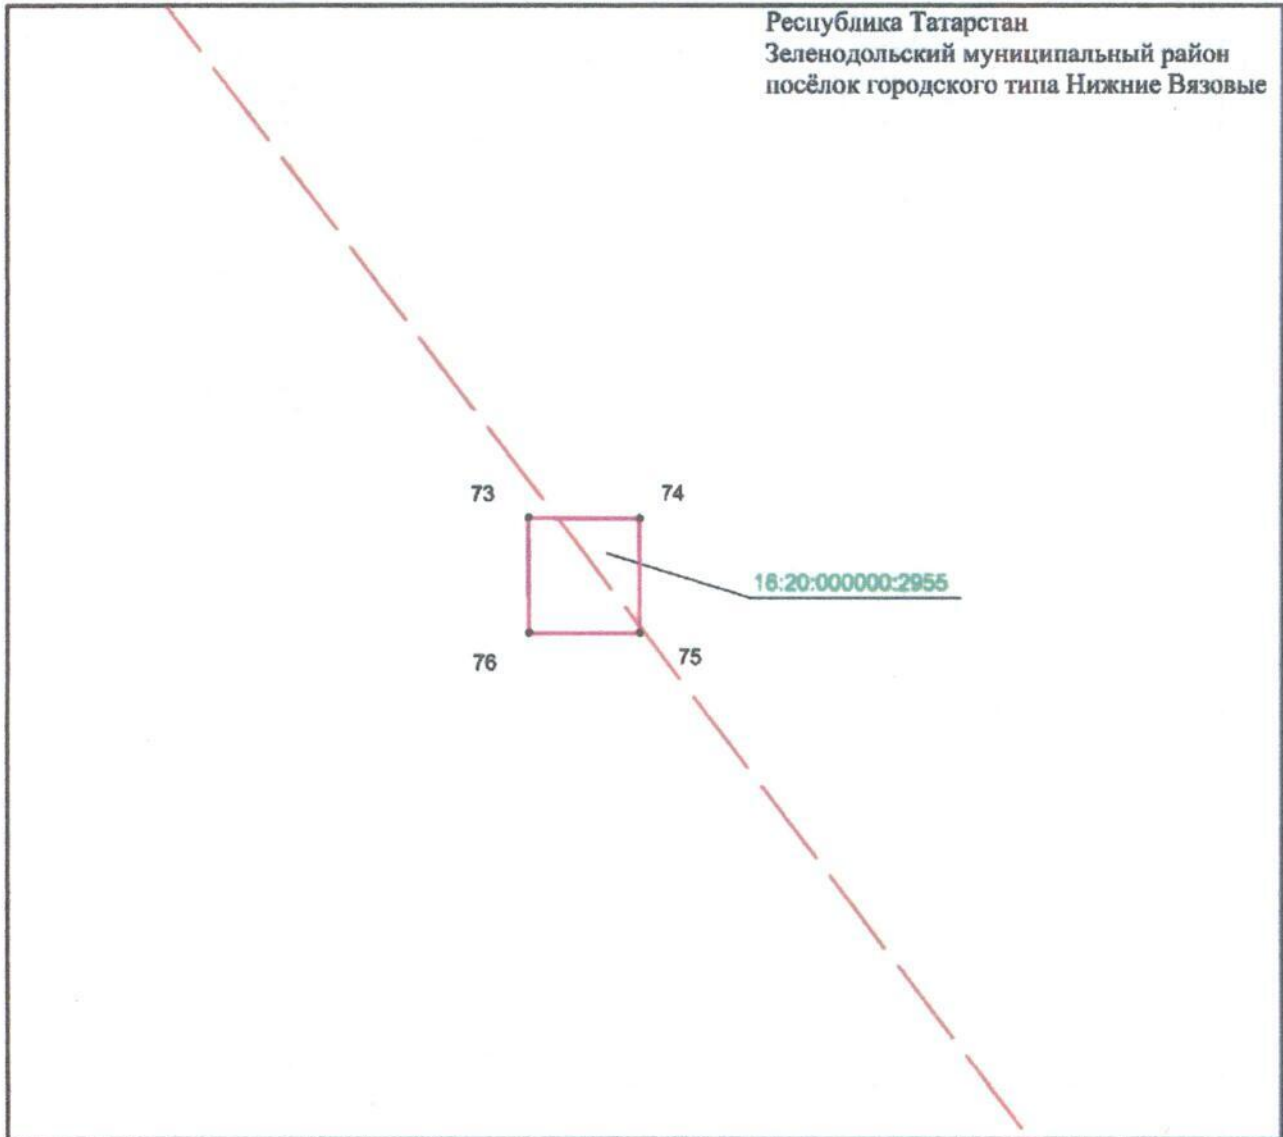 Республика Татарстан
Зеленодольский муниципальный район
посёлок городского типа Нижние Вязовые
73
74
16:20:000000:2955
76
75